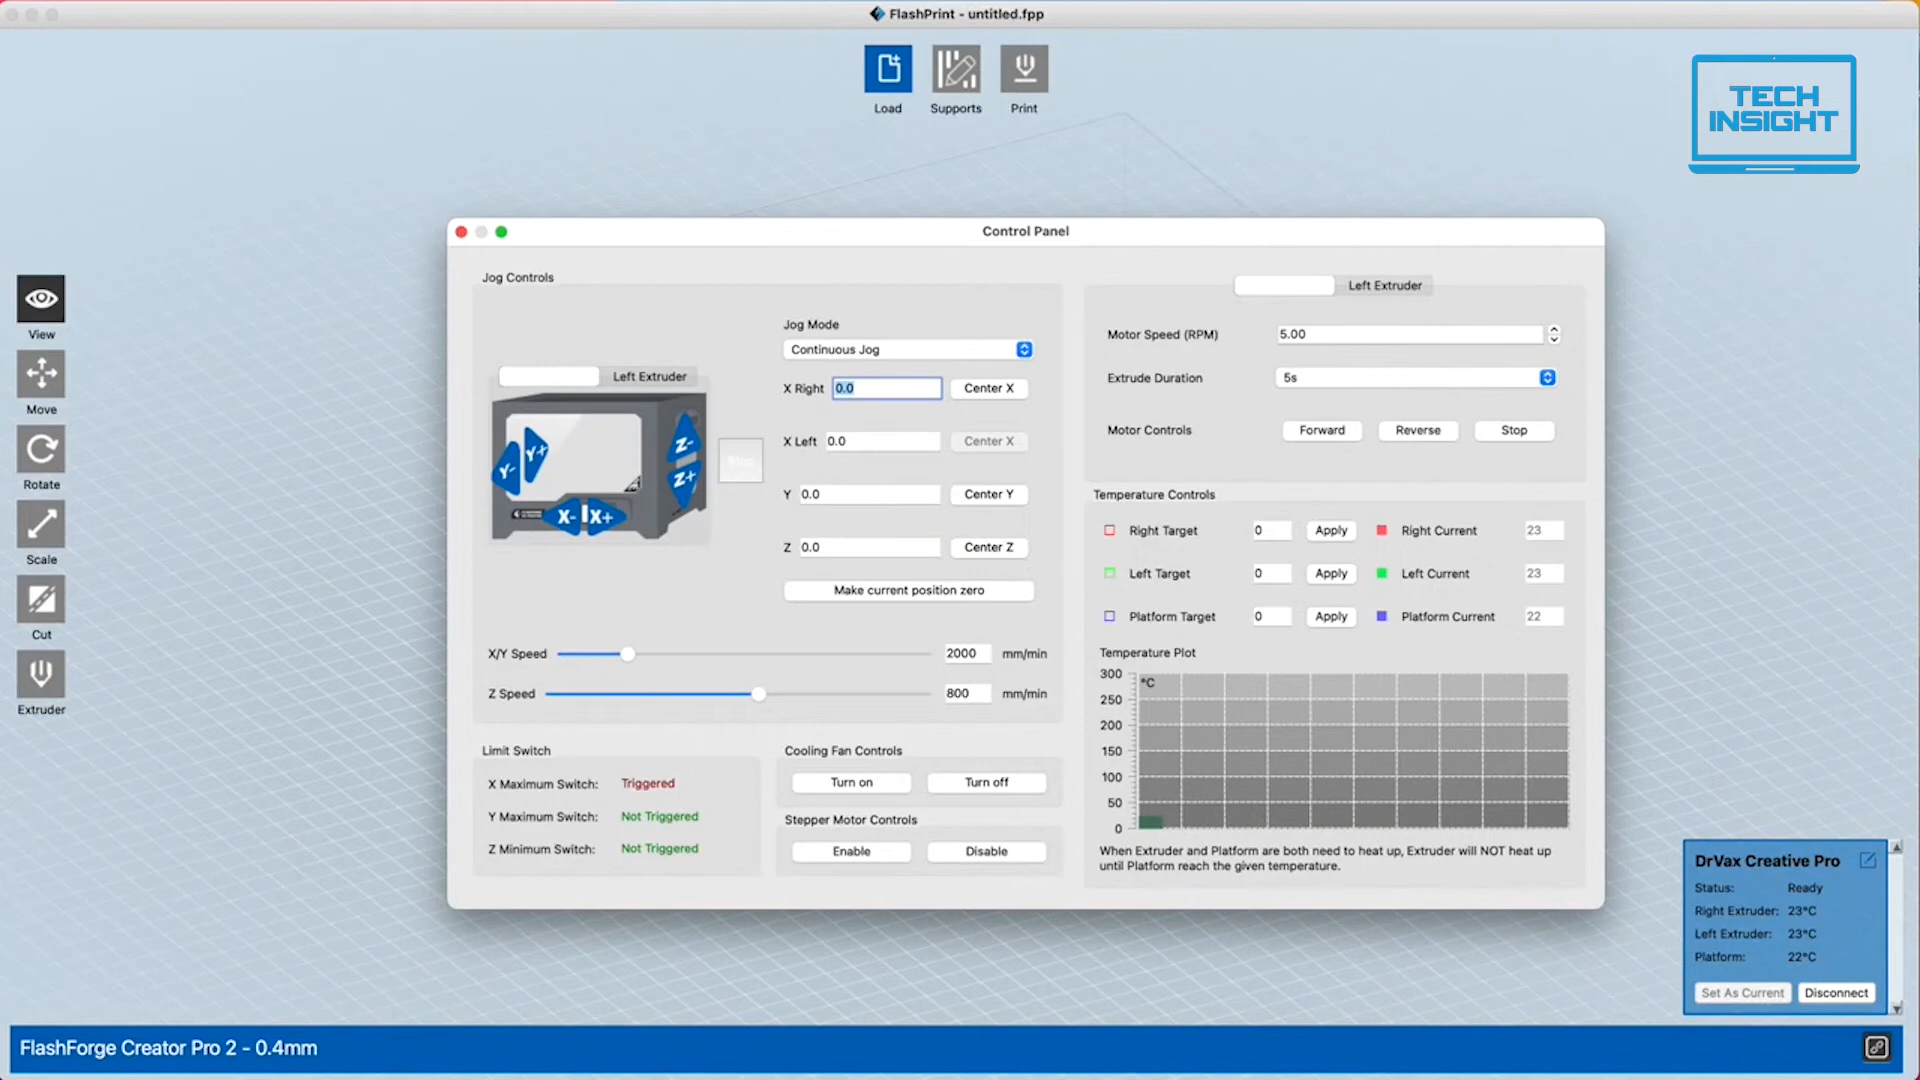 FlashPrint - untitled.fpp
Load
Supports
Print
TECH
INSIGHT
View
Move
Rotate
Scale
Cut
Extruder
Control Panel
Jog Controls
Left Extruder
Y-
Y+
Z-
Z+
X-
X+
Stop
Jog Mode
Continuous Jog
X Right 0.0 Center X
X Left 0.0 Center X
Y 0.0 Center Y
Z 0.0 Center Z
Make current position zero
X/Y Speed 2000 mm/min
Z Speed 800 mm/min
Limit Switch
X Maximum Switch: Triggered
Y Maximum Switch: Not Triggered
Z Minimum Switch: Not Triggered
Cooling Fan Controls
Turn on Turn off
Stepper Motor Controls
Enable Disable
Left Extruder
Motor Speed (RPM) 5.00
Extrude Duration 5s
Motor Controls Forward Reverse Stop
Temperature Controls
Right Target 0 Apply Right Current 23
Left Target 0 Apply Left Current 23
Platform Target 0 Apply Platform Current 22
Temperature Plot
°C
300
250
200
150
100
50
0
When Extruder and Platform are both need to heat up, Extruder will NOT heat up
until Platform reach the given temperature.
DrVax Creative Pro
Status: Ready
Right Extruder: 23°C
Left Extruder: 23°C
Platform: 22°C
Set As Current Disconnect
FlashForge Creator Pro 2 - 0.4mm